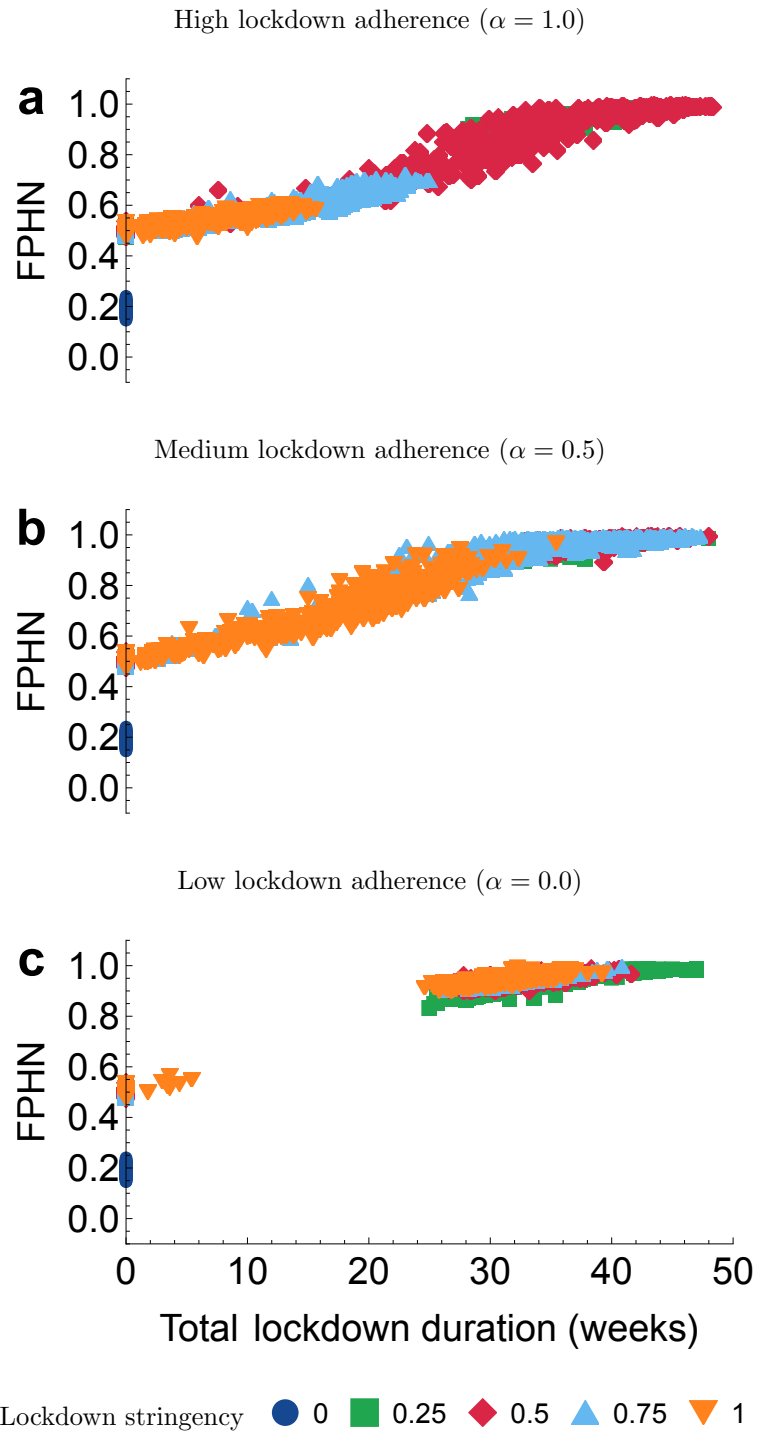 High lockdown adherence (α = 1.0)
a
1.0
0.8
0.6
0.4
0.2
0.0
FPHN
Medium lockdown adherence (α = 0.5)
b
1.0
0.8
0.6
0.4
0.2
0.0
FPHN
Low lockdown adherence (α = 0.0)
c
1.0
0.8
0.6
0.4
0.2
0.0
FPHN
0 10 20 30 40 50
Total lockdown duration (weeks)
Lockdown stringency 0 0.25 0.5 0.75 1